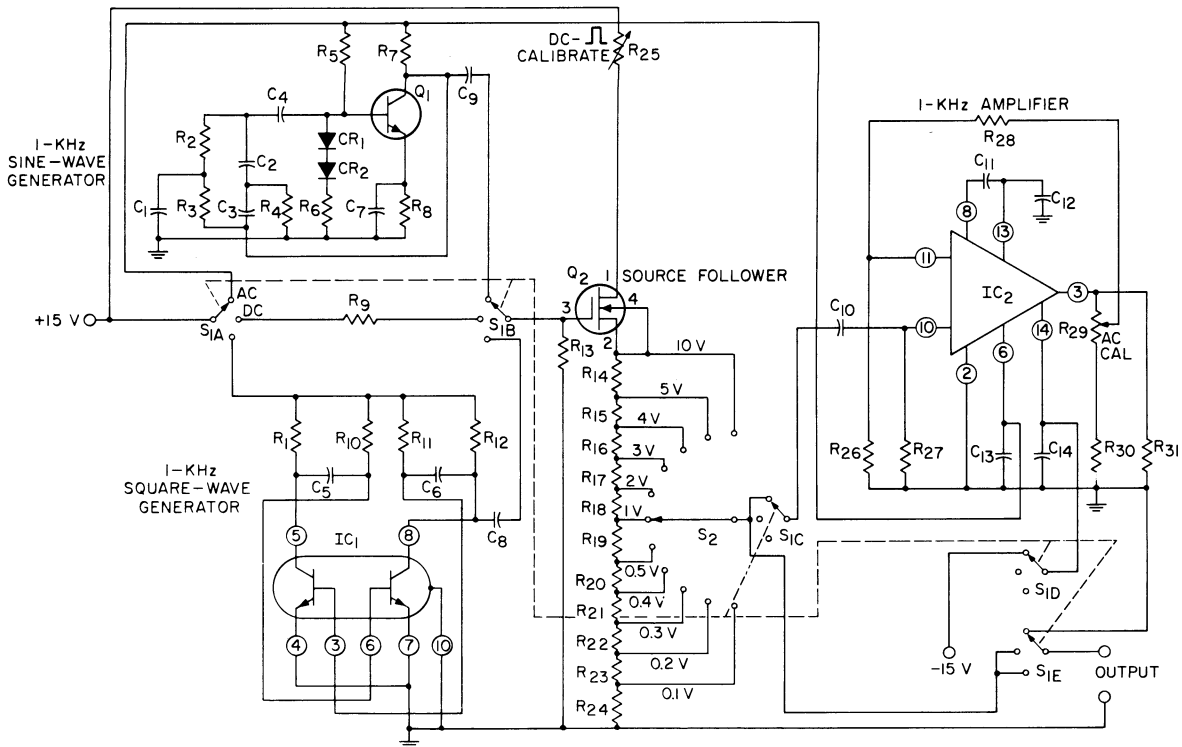 DC-
CALIBRATE
R25
R5
R7
Q1
C9
C4
1-KHz
SINE-WAVE
GENERATOR
R2
C2
CR1
CR2
C1
R3
C3
R4
R6
C7
R8
1-KHz AMPLIFIER
R28
C11
C12
8
13
11
IC2
3
10
14
R29
AC
CAL
2
6
+15 V
AC
DC
S1A
R9
S1B
Q2
1
SOURCE FOLLOWER
3
4
2
R13
C10
R14
10 V
R15
5 V
R16
4 V
R17
3 V
R18
2 V
R19
1 V
S2
S1C
R20
0.5 V
R21
0.4 V
R22
0.3 V
R23
0.2 V
R24
0.1 V
R26
R27
C13
C14
R30
R31
R1
R10
R11
R12
1-KHz
SQUARE-WAVE
GENERATOR
C5
C6
C8
5
IC1
8
4
3
6
7
10
S1D
-15 V
S1E
OUTPUT